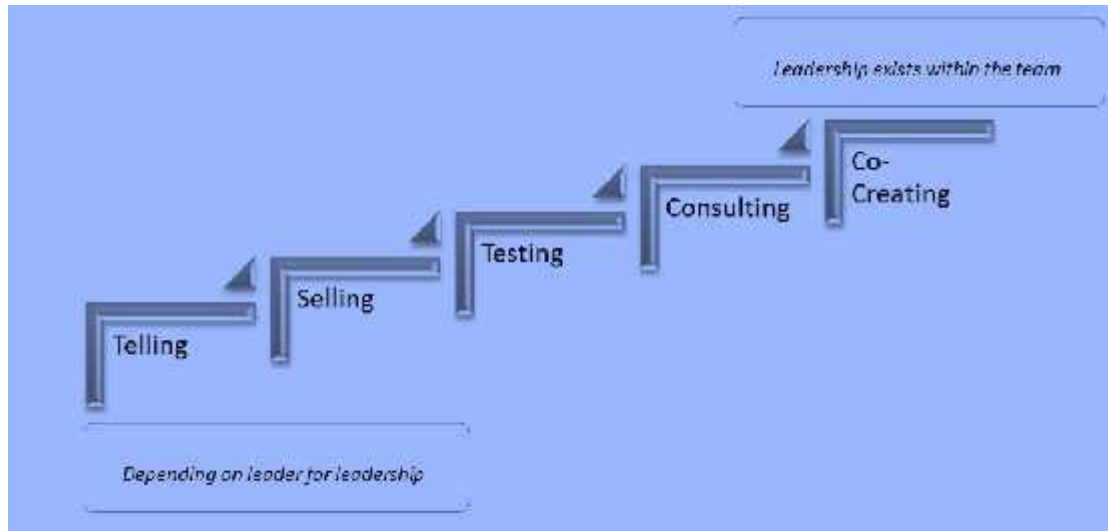 Leadership exists within the team
Co-
Creating
Consulting
Testing
Selling
Telling
Depending on leader for leadership